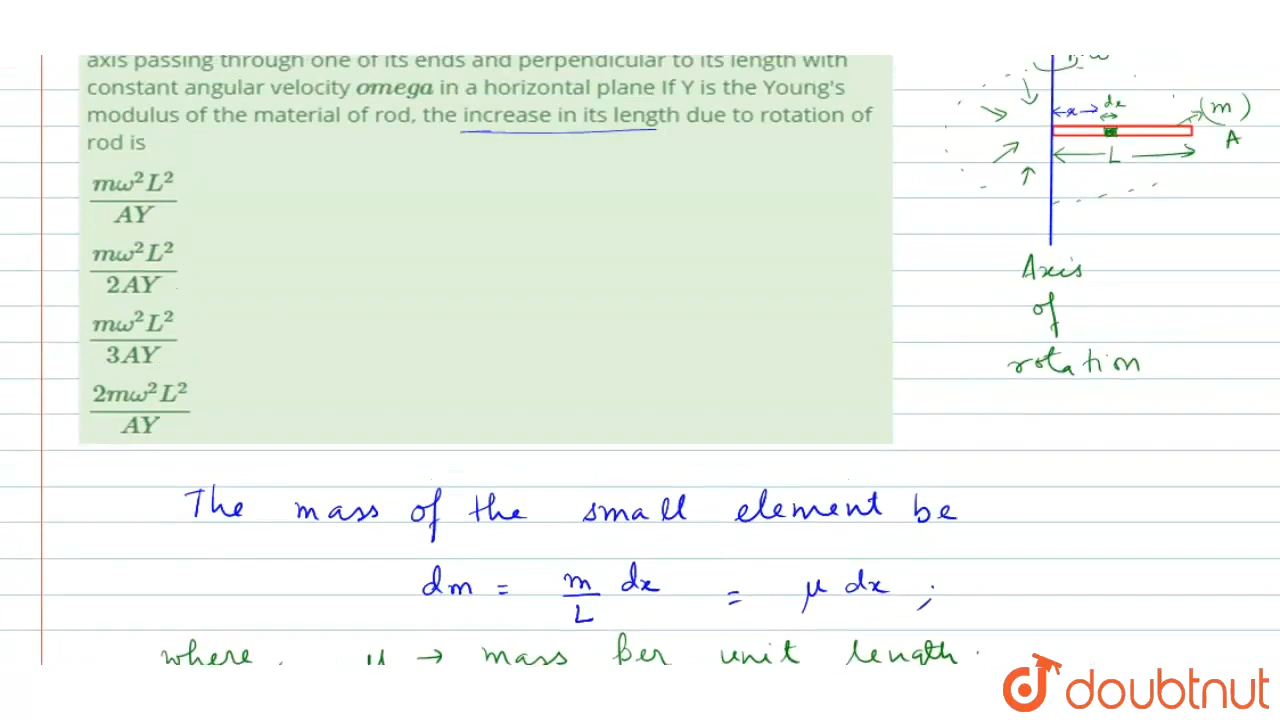 axis passing through one of its ends and perpendicular to its length with
constant angular velocity omega in a horizontal plane If Y is the Young's
modulus of the material of rod, the increase in its length due to rotation of
rod is
mω²L²
AY
mω²L²
2AY
mω²L²
3AY
2mω²L²
AY
ω
x
dx
(m)
A
L
Axis
of
rotation
The mass of the small element be
dm = m/L dx = μ dx ;
where, μ → mass per unit length.
doubtnut